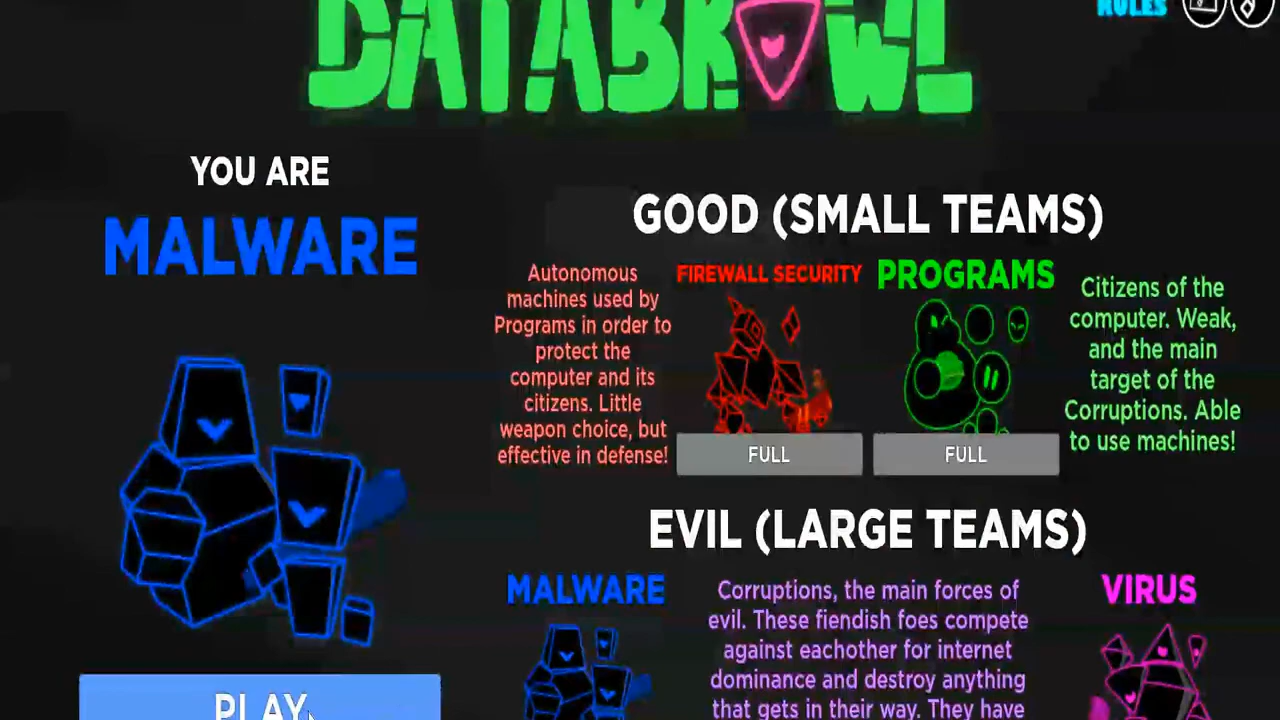 RULES
DATABRAWL
YOU ARE
MALWARE
PLAY
GOOD (SMALL TEAMS)
Autonomous
machines used by
Programs in order to
protect the
computer and its
citizens. Little
weapon choice, but
effective in defense!
FIREWALL SECURITY
FULL
PROGRAMS
FULL
Citizens of the
computer. Weak,
and the main
target of the
Corruptions. Able
to use machines!
EVIL (LARGE TEAMS)
MALWARE
Corruptions, the main forces of
evil. These fiendish foes compete
against eachother for internet
dominance and destroy anything
that gets in their way. They have
VIRUS